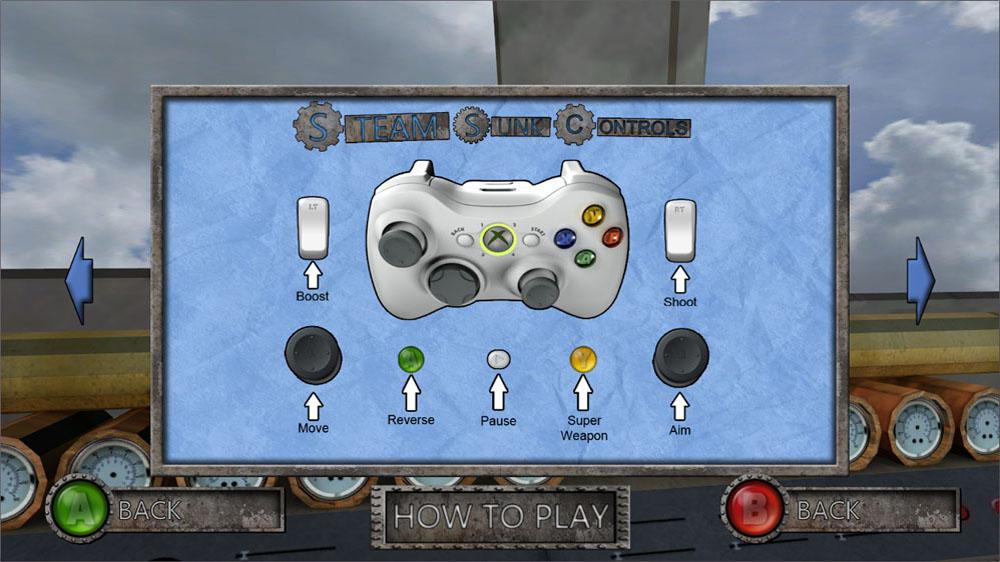 STEAM SLINK CONTROLS
LT
RT
BACK
START
Y
X
B
A
Boost
Shoot
A
Y
Move
Reverse
Pause
Super
Weapon
Aim
A BACK
HOW TO PLAY
B BACK